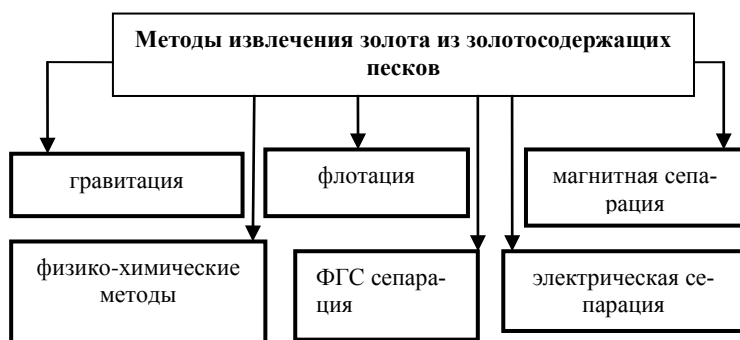 Методы извлечения золота из золотосодержащих
песков
гравитация
флотация
магнитная сепа-
рация
физико-химические
методы
ФГС сепара-
ция
электрическая се-
парация